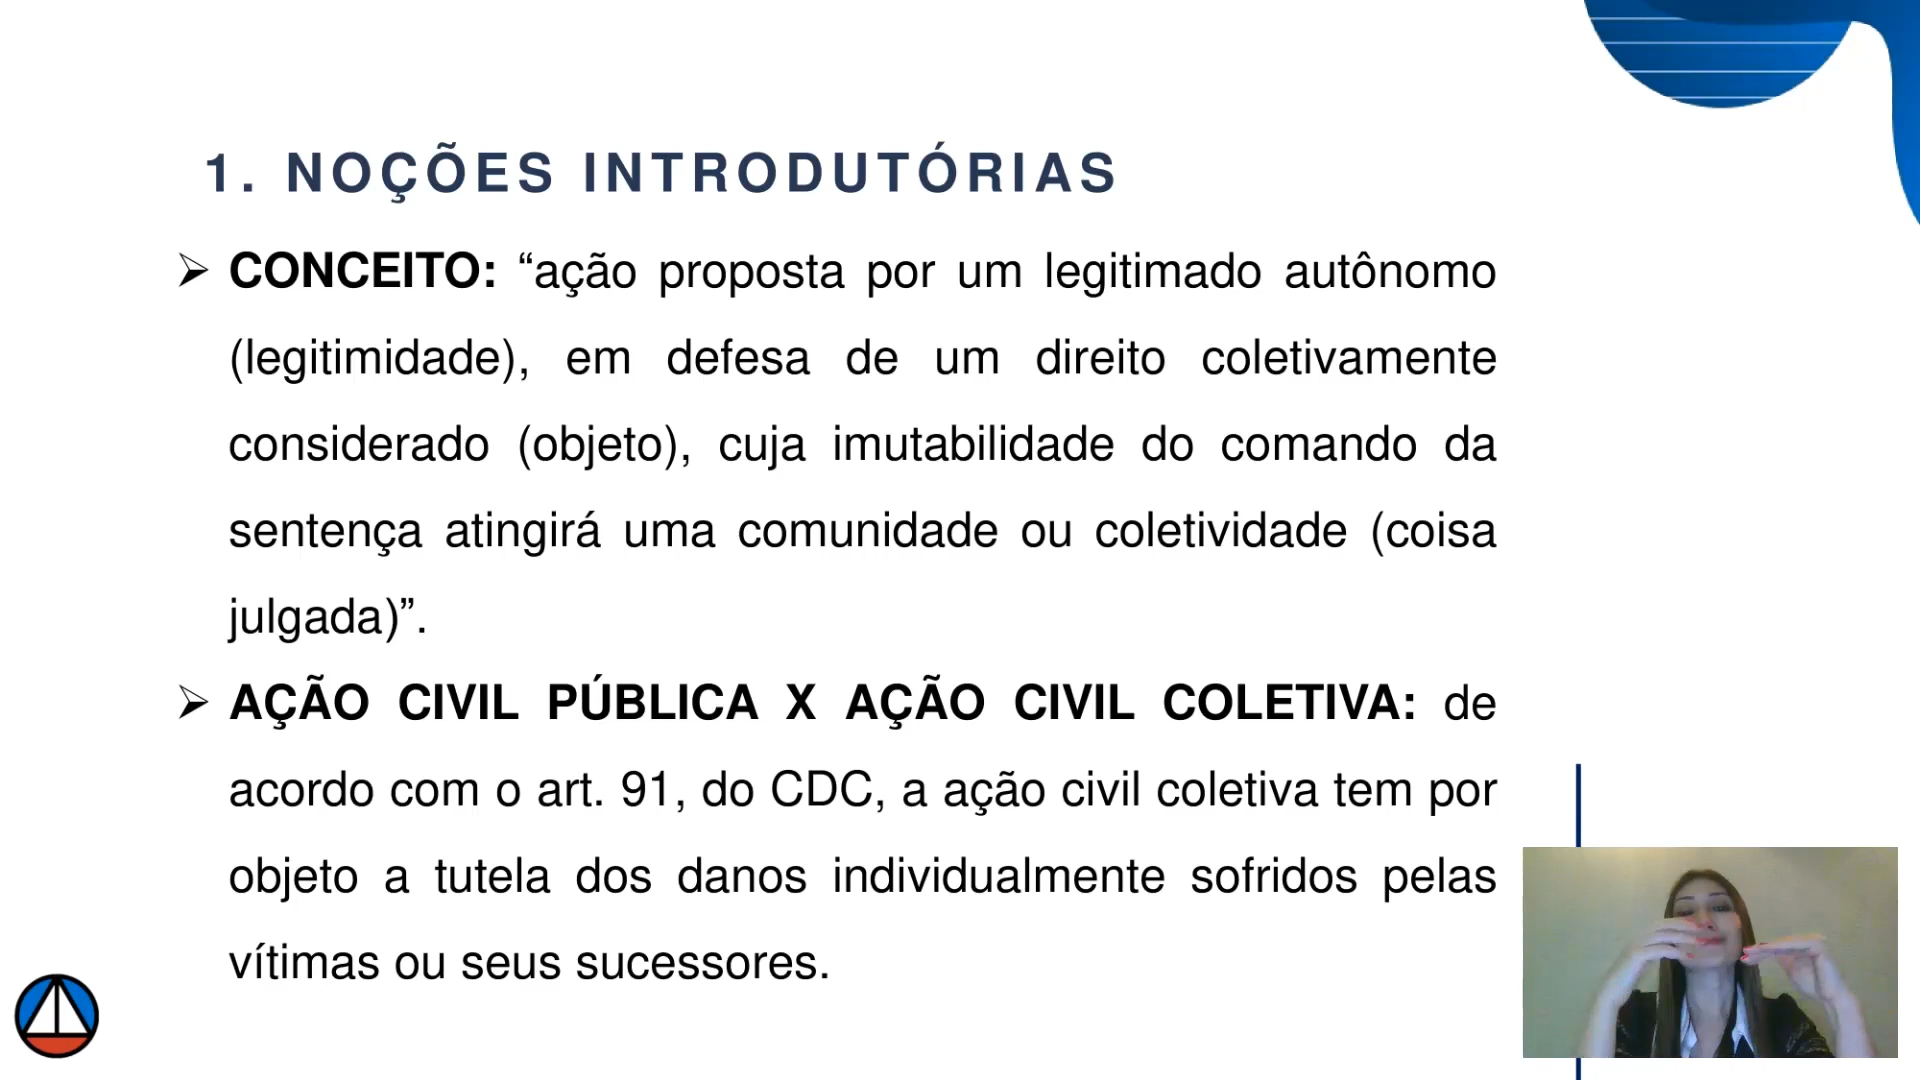 1. NOÇÕES INTRODUTÓRIAS
➢ CONCEITO: “ação proposta por um legitimado autônomo
(legitimidade), em defesa de um direito coletivamente
considerado (objeto), cuja imutabilidade do comando da
sentença atingirá uma comunidade ou coletividade (coisa
julgada)”.
➢ AÇÃO CIVIL PÚBLICA X AÇÃO CIVIL COLETIVA: de
acordo com o art. 91, do CDC, a ação civil coletiva tem por
objeto a tutela dos danos individualmente sofridos pelas
vítimas ou seus sucessores.